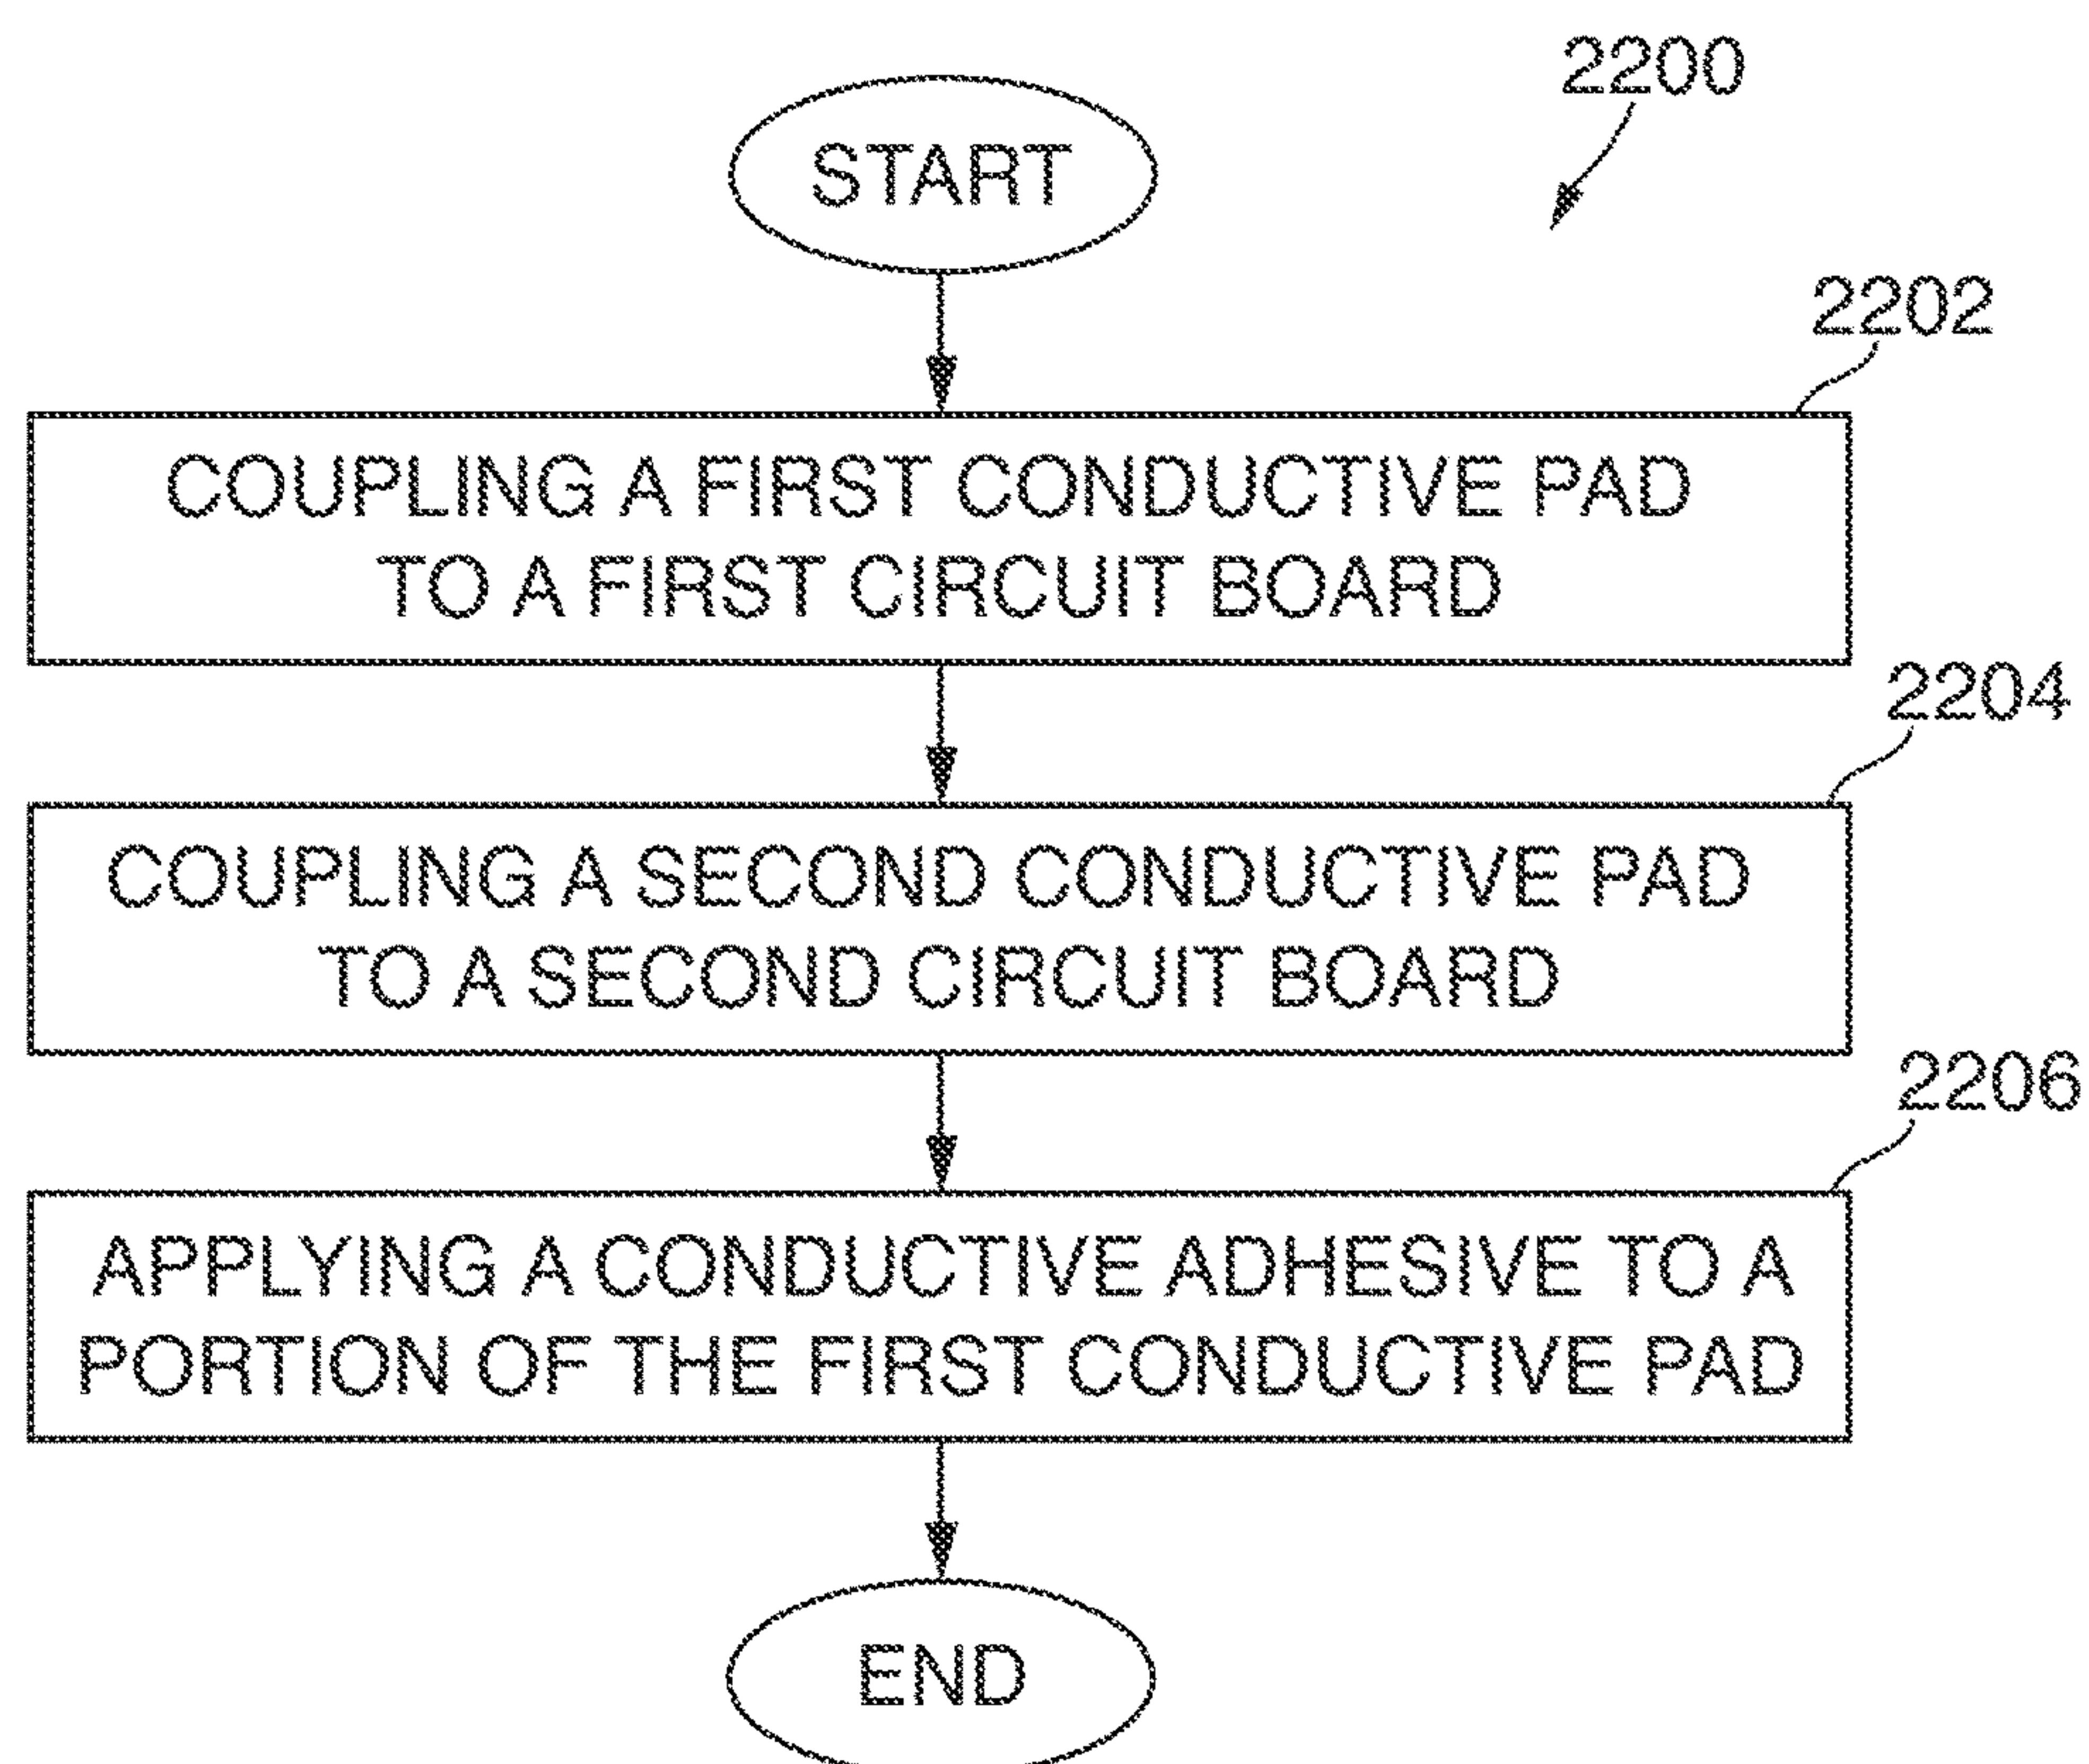 2200
START
2202
COUPLING A FIRST CONDUCTIVE PAD
TO A FIRST CIRCUIT BOARD
2204
COUPLING A SECOND CONDUCTIVE PAD
TO A SECOND CIRCUIT BOARD
2206
APPLYING A CONDUCTIVE ADHESIVE TO A
PORTION OF THE FIRST CONDUCTIVE PAD
END